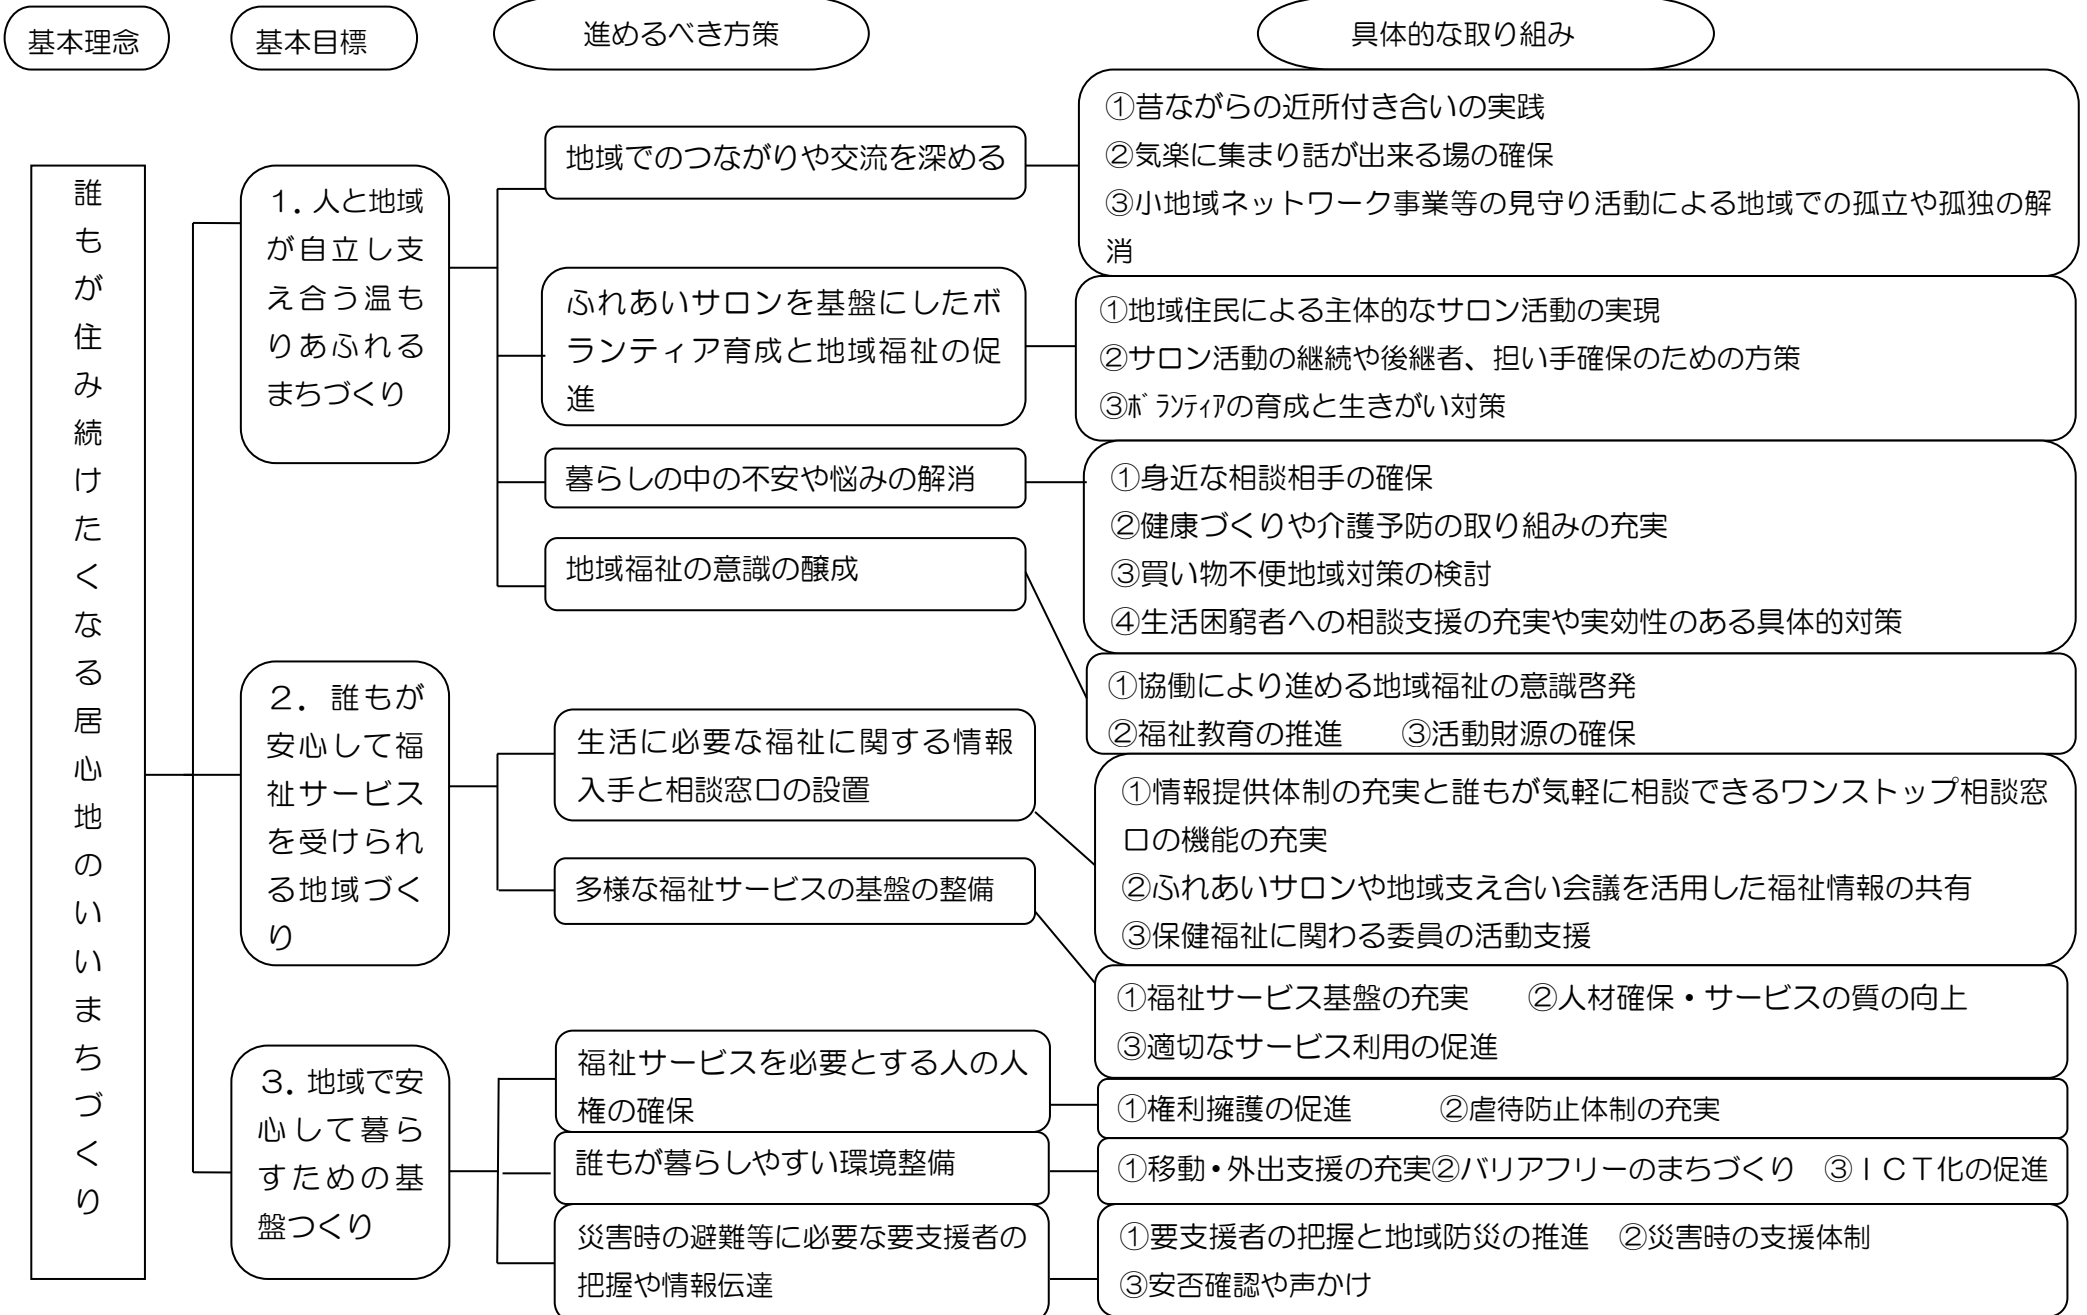 基本理念
基本目標
進めるべき方策
具体的な取り組み
誰もが住み続けたくなる居心地のいいまちづくり
１．人と地域
が自立し支
え合う温も
りあふれる
まちづくり
地域でのつながりや交流を深める
①昔ながらの近所付き合いの実践
②気楽に集まり話が出来る場の確保
③小地域ネットワーク事業等の見守り活動による地域での孤立や孤独の解
消
ふれあいサロンを基盤にしたボ
ランティア育成と地域福祉の促
進
①地域住民による主体的なサロン活動の実現
②サロン活動の継続や後継者、担い手確保のための方策
③ﾎﾞﾗﾝﾃｨｱの育成と生きがい対策
暮らしの中の不安や悩みの解消
①身近な相談相手の確保
②健康づくりや介護予防の取り組みの充実
③買い物不便地域対策の検討
④生活困窮者への相談支援の充実や実効性のある具体的対策
地域福祉の意識の醸成
①協働により進める地域福祉の意識啓発
②福祉教育の推進　　③活動財源の確保
２．誰もが
安心して福
祉サービス
を受けられ
る地域づく
り
生活に必要な福祉に関する情報
入手と相談窓口の設置
①情報提供体制の充実と誰もが気軽に相談できるワンストップ相談窓
口の機能の充実
②ふれあいサロンや地域支え合い会議を活用した福祉情報の共有
③保健福祉に関わる委員の活動支援
多様な福祉サービスの基盤の整備
①福祉サービス基盤の充実　　②人材確保・サービスの質の向上
③適切なサービス利用の促進
３．地域で安
心して暮ら
すための基
盤つくり
福祉サービスを必要とする人の人
権の確保
①権利擁護の促進　　　②虐待防止体制の充実
誰もが暮らしやすい環境整備
①移動・外出支援の充実②バリアフリーのまちづくり　③ＩＣＴ化の促進
災害時の避難等に必要な要支援者の
把握や情報伝達
①要支援者の把握と地域防災の推進　②災害時の支援体制
③安否確認や声かけ